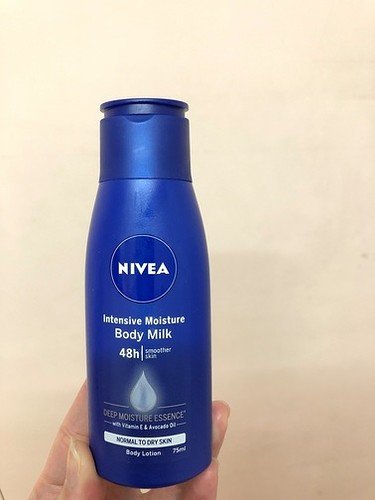 NIVEA
Intensive Moisture
Body Milk
48h smoother
skin
DEEP MOISTURE ESSENCE™
with Vitamin E & Avocado Oil
NORMAL TO DRY SKIN
Body Lotion 75ml